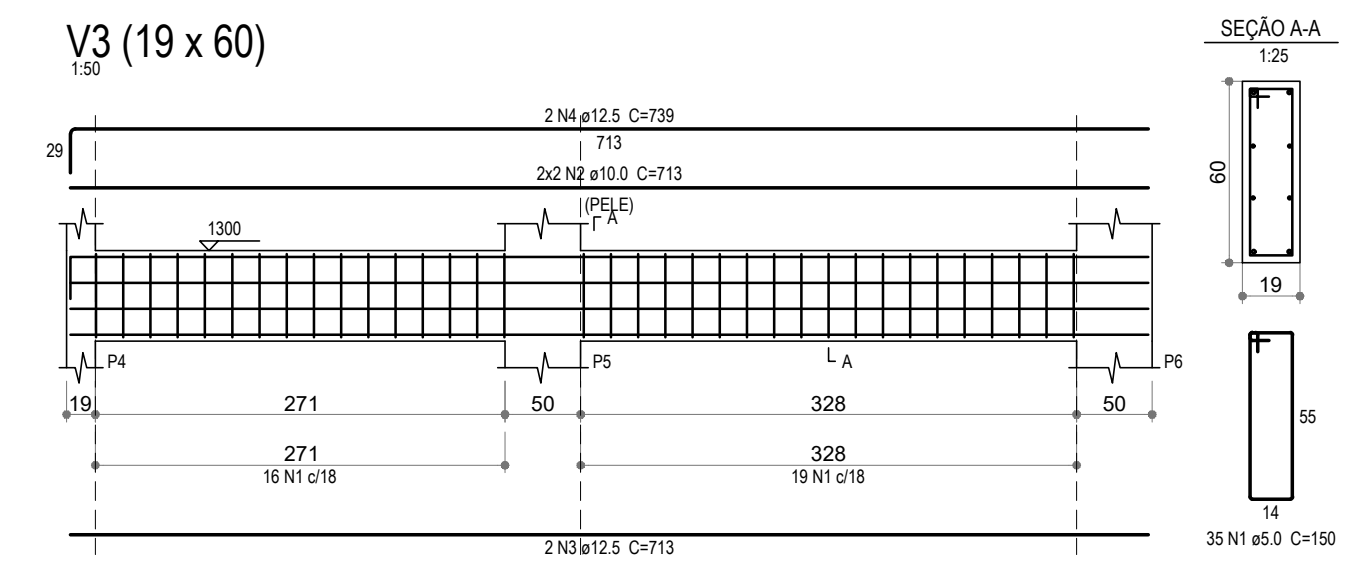 V3 (19 x 60)
1:50
SEÇÃO A-A
1:25
2 N4 ø12.5 C=739
29
713
2x2 N2 ø10.0 C=713
(PELE)
A
1300
60
19
P4
P5
A
P6
19
271
50
328
50
55
271
328
16 N1 c/18
19 N1 c/18
14
35 N1 ø5.0 C=150
2 N3 ø12.5 C=713